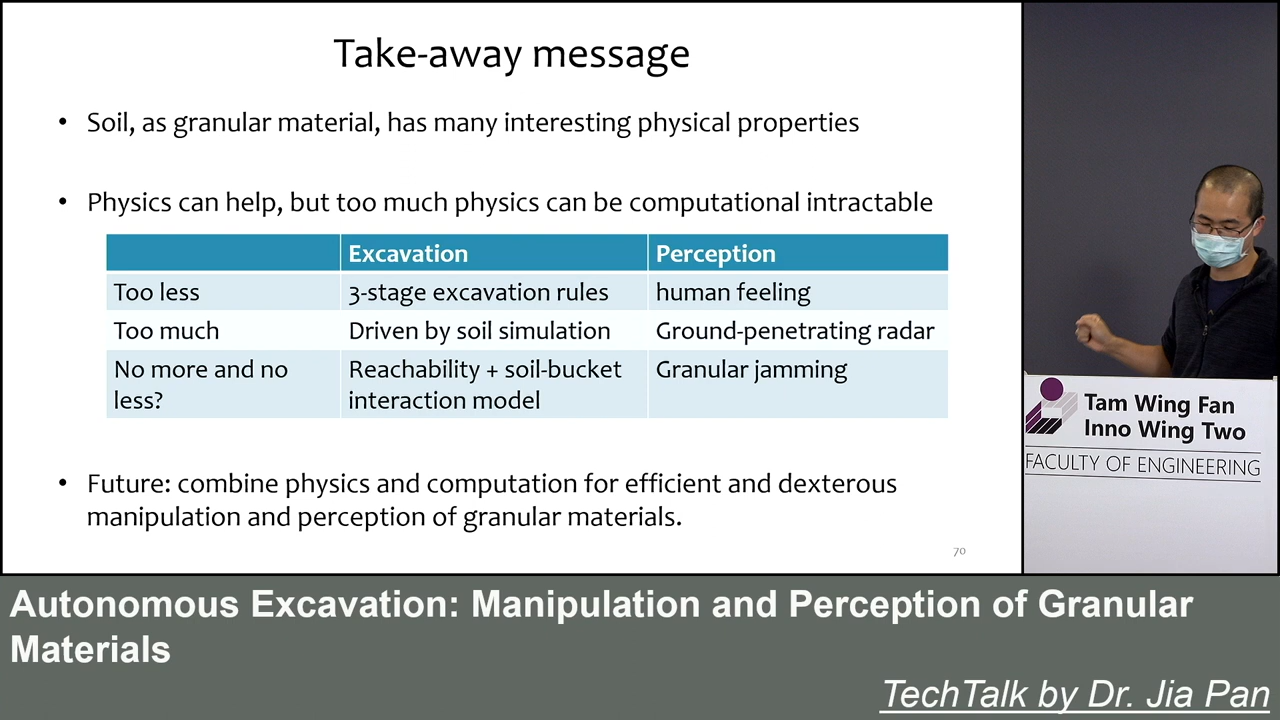 Take-away message
• Soil, as granular material, has many interesting physical properties
• Physics can help, but too much physics can be computational intractable
Excavation Perception
Too less 3-stage excavation rules human feeling
Too much Driven by soil simulation Ground-penetrating radar
No more and no less? Reachability + soil-bucket interaction model Granular jamming
• Future: combine physics and computation for efficient and dexterous
manipulation and perception of granular materials.
70
Tam Wing Fan
Inno Wing Two
FACULTY OF ENGINEERING
Autonomous Excavation: Manipulation and Perception of Granular
Materials
TechTalk by Dr. Jia Pan